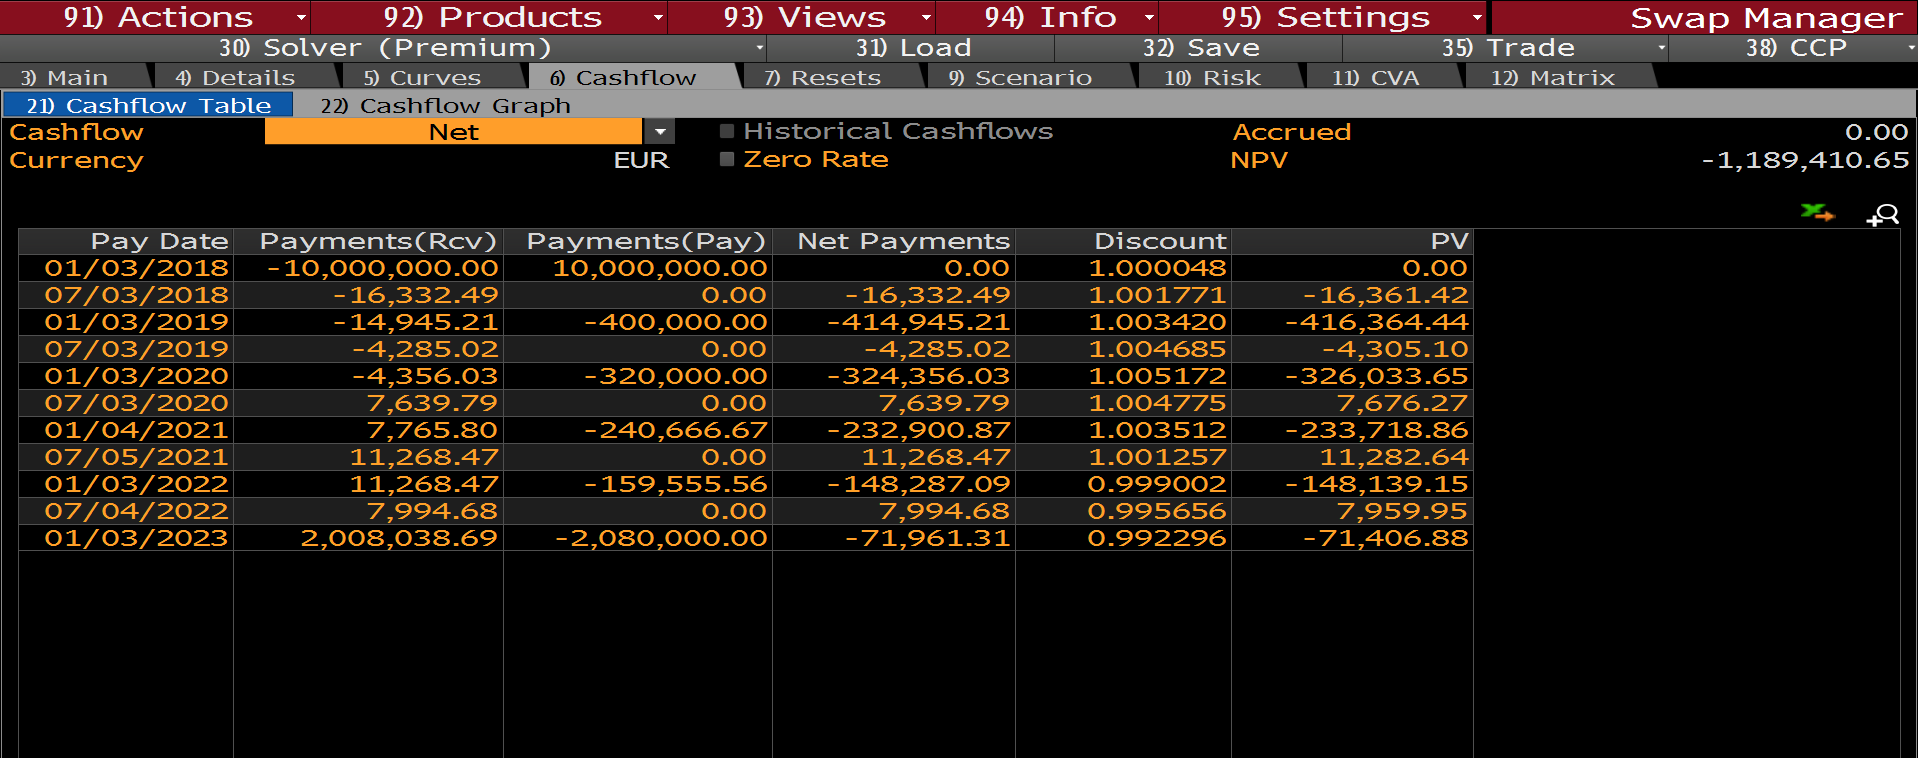 91) Actions 92) Products 93) Views 94) Info 95) Settings Swap Manager
30) Solver (Premium) 31) Load 32) Save 35) Trade 38) CCP
3) Main 4) Details 5) Curves 6) Cashflow 7) Resets 9) Scenario 10) Risk 11) CVA 12) Matrix
21) Cashflow Table 22) Cashflow Graph
Cashflow Net Historical Cashflows Accrued 0.00
Currency EUR Zero Rate NPV -1,189,410.65
Pay Date Payments(Rcv) Payments(Pay) Net Payments Discount PV
01/03/2018 -10,000,000.00 10,000,000.00 0.00 1.000048 0.00
07/03/2018 -16,332.49 0.00 -16,332.49 1.001771 -16,361.42
01/03/2019 -14,945.21 -400,000.00 -414,945.21 1.003420 -416,364.44
07/03/2019 -4,285.02 0.00 -4,285.02 1.004685 -4,305.10
01/03/2020 -4,356.03 -320,000.00 -324,356.03 1.005172 -326,033.65
07/03/2020 7,639.79 0.00 7,639.79 1.004775 7,676.27
01/04/2021 7,765.80 -240,666.67 -232,900.87 1.003512 -233,718.86
07/05/2021 11,268.47 0.00 11,268.47 1.001257 11,282.64
01/03/2022 11,268.47 -159,555.56 -148,287.09 0.999002 -148,139.15
07/04/2022 7,994.68 0.00 7,994.68 0.995656 7,959.95
01/03/2023 2,008,038.69 -2,080,000.00 -71,961.31 0.992296 -71,406.88